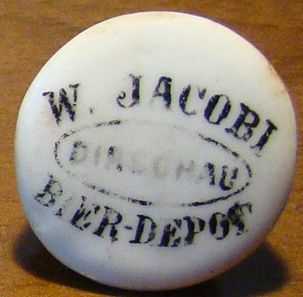 W. JACOBI
DIRSCHAU
BIER-DEPOT